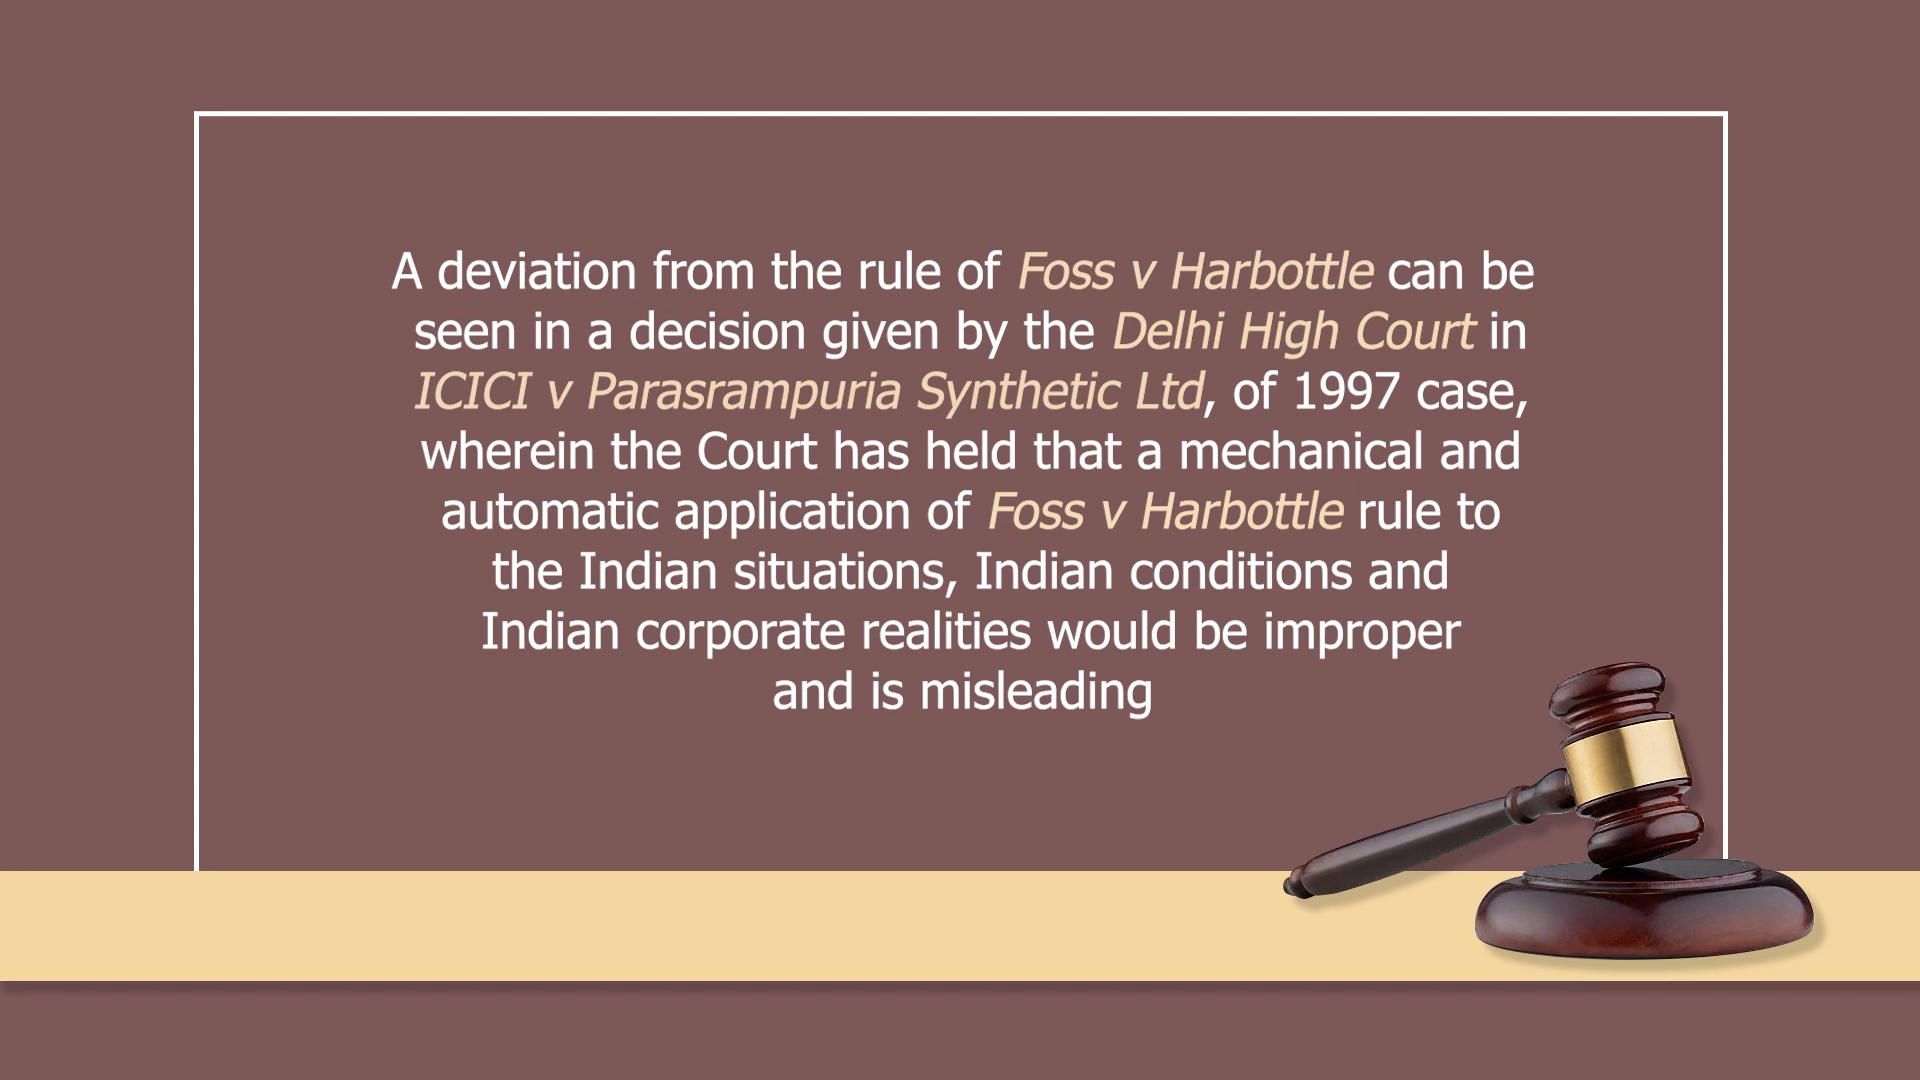 A deviation from the rule of Foss v Harbottle can be
seen in a decision given by the Delhi High Court in
ICICI v Parasrampuria Synthetic Ltd, of 1997 case,
wherein the Court has held that a mechanical and
automatic application of Foss v Harbottle rule to
the Indian situations, Indian conditions and
Indian corporate realities would be improper
and is misleading